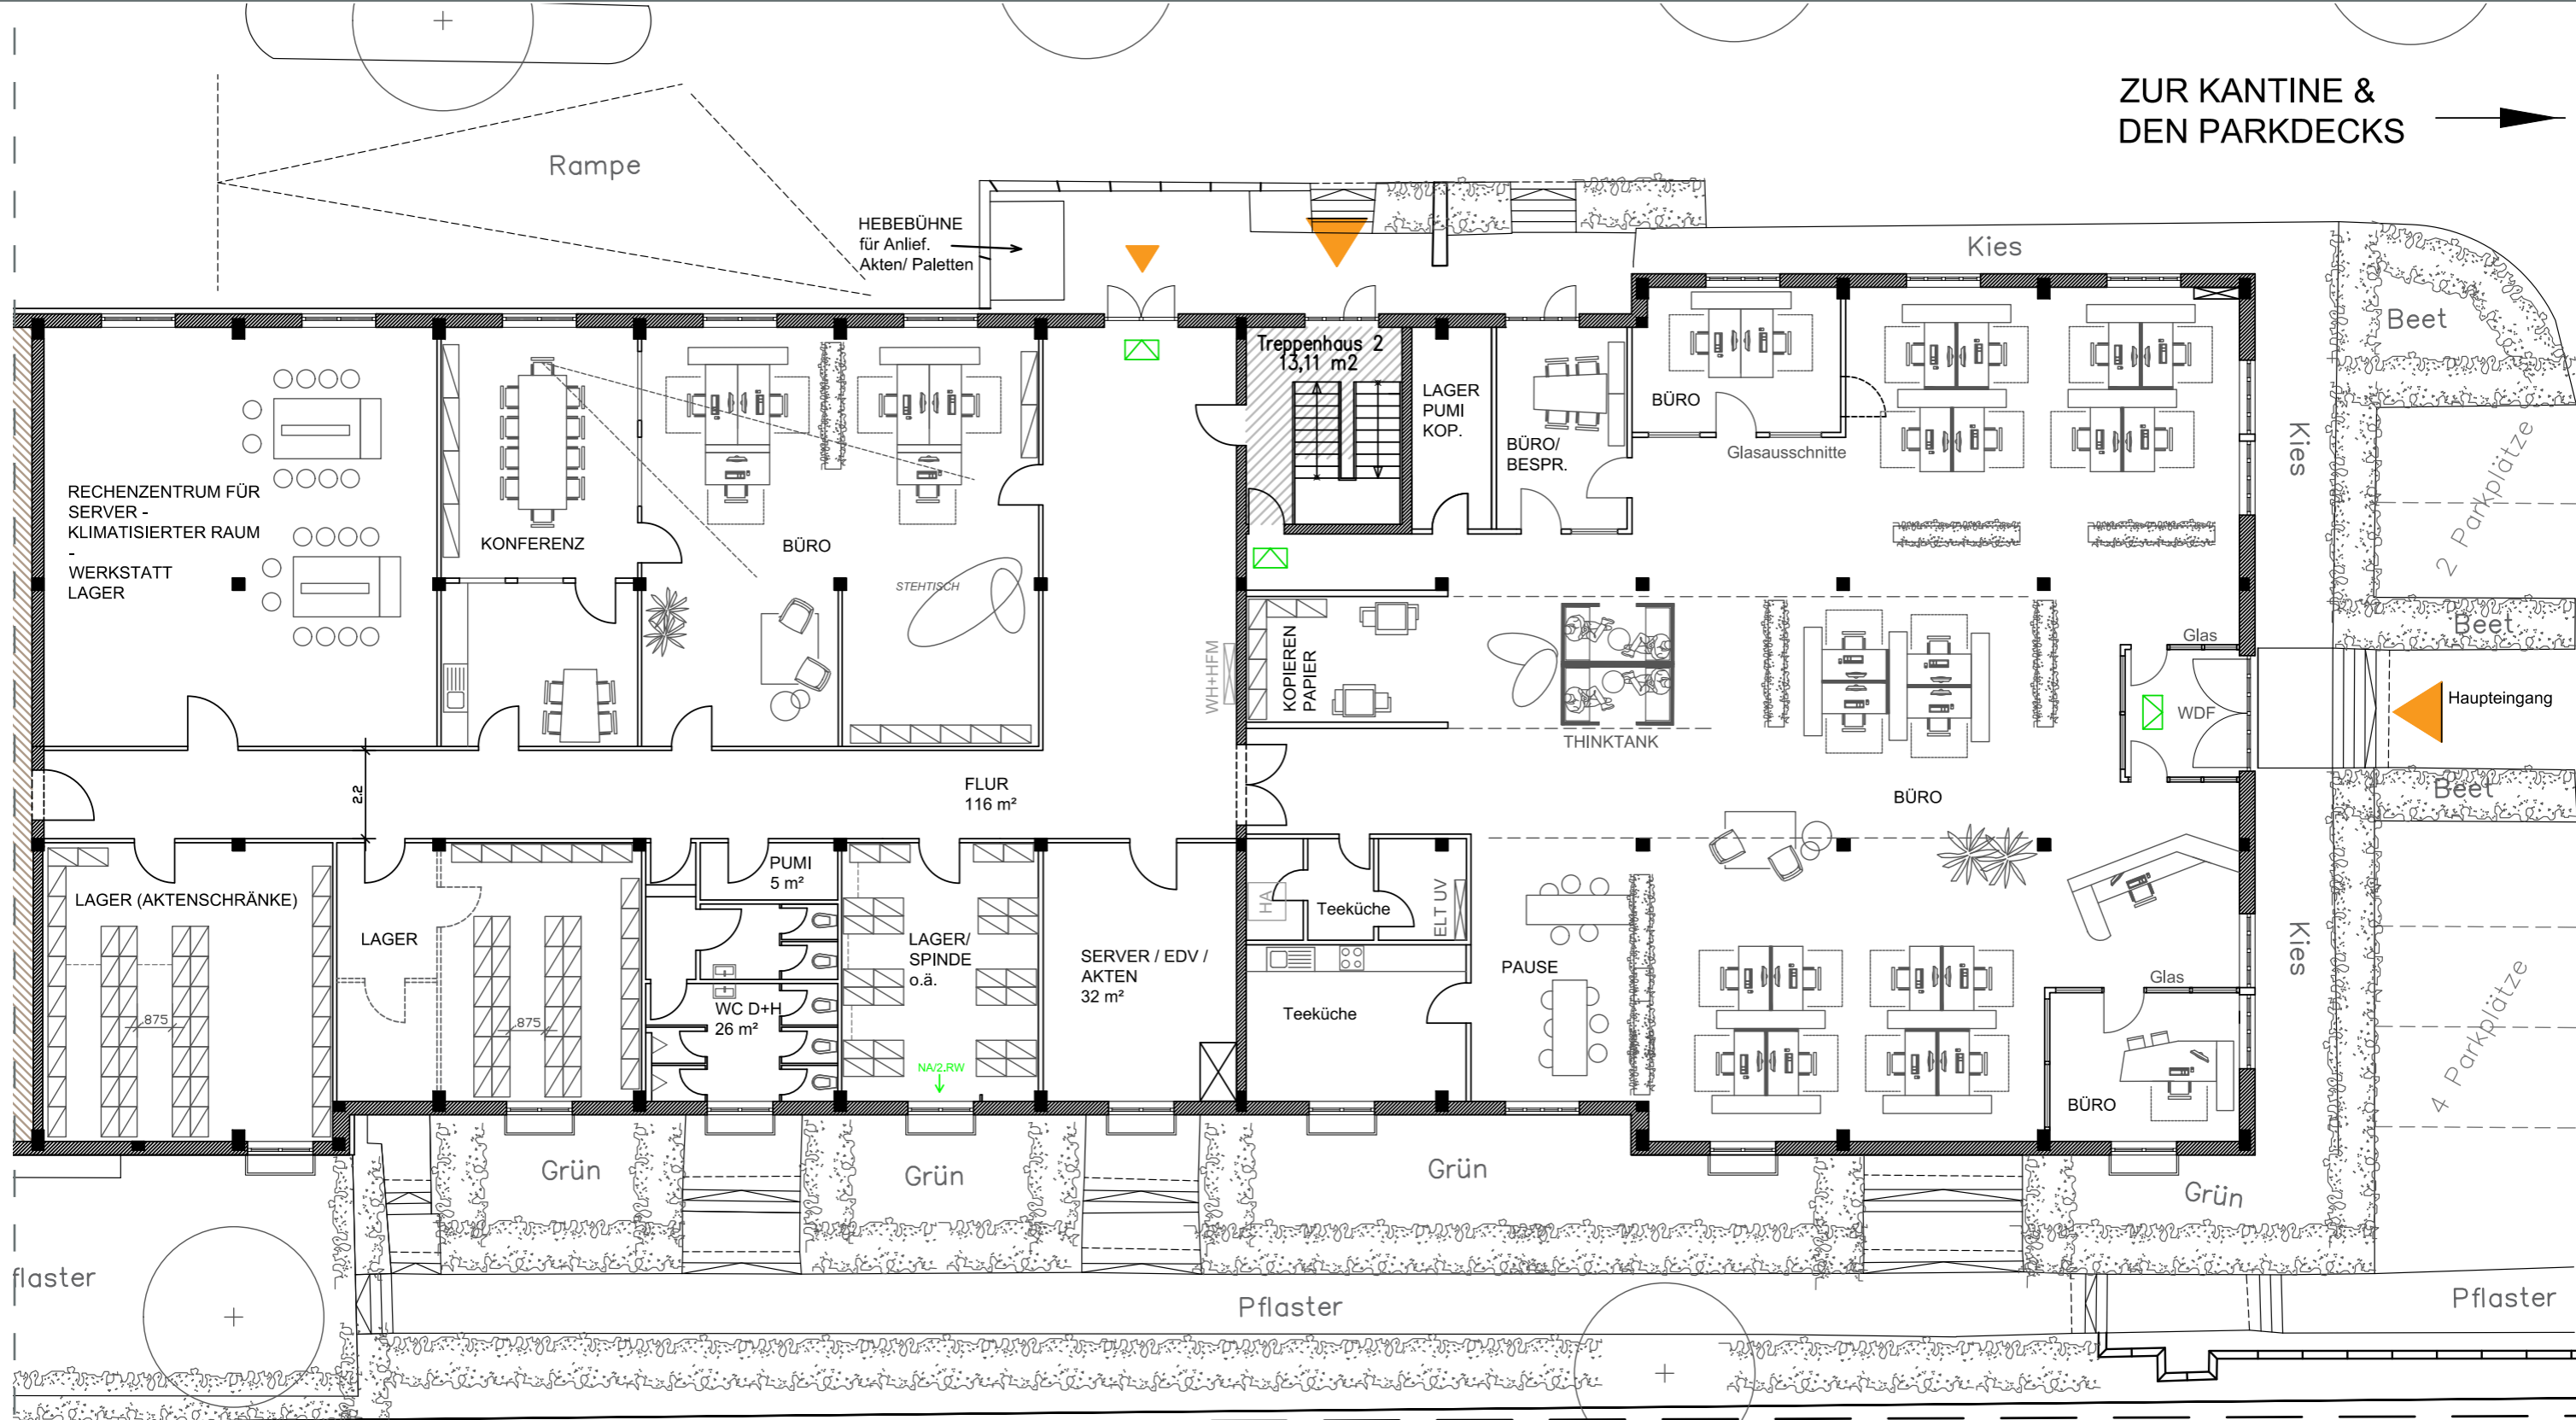 ZUR KANTINE &
DEN PARKDECKS
Rampe
HEBEBÜHNE
für Anlief.
Akten/ Paletten
Kies
Beet
Treppenhaus 2
13,11 m2
LAGER
PUMI
KOP.
BÜRO/
BESPR.
BÜRO
Glasausschnitte
Kies
2 Parkplätze
RECHENZENTRUM FÜR
SERVER -
KLIMATISIERTER RAUM
-
WERKSTATT
LAGER
KONFERENZ
BÜRO
STEHTISCH
WH+HFM
KOPIEREN
PAPIER
THINKTANK
Glas
Beet
WDF
Haupteingang
2.2
FLUR
116 m²
BÜRO
Beet
LAGER (AKTENSCHRÄNKE)
LAGER
PUMI
5 m²
LAGER/
SPINDE
o.ä.
SERVER / EDV /
AKTEN
32 m²
HA
Teeküche
ELT UV
PAUSE
Kies
Glas
4 Parkplätze
875
875
WC D+H
26 m²
NA/2.RW
Teeküche
BÜRO
Grün
Grün
Grün
Grün
flaster
Pflaster
Pflaster